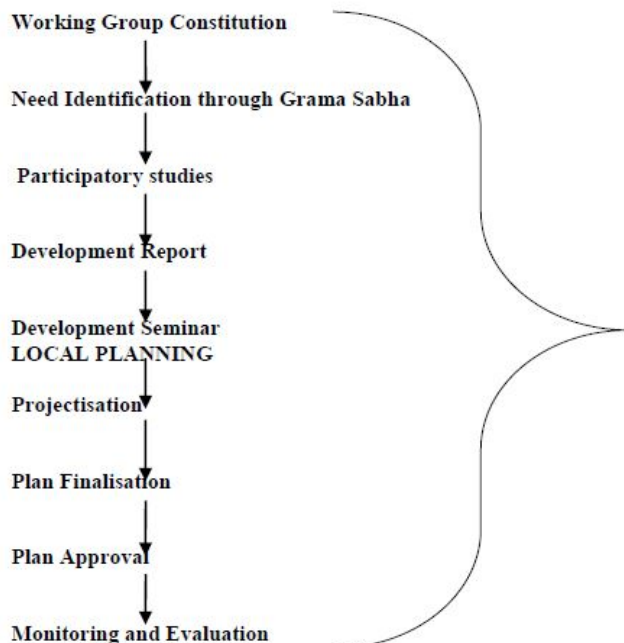 Working Group Constitution
Need Identification through Grama Sabha
Participatory studies
Development Report
Development Seminar
LOCAL PLANNING
Projectisation
Plan Finalisation
Plan Approval
Monitoring and Evaluation